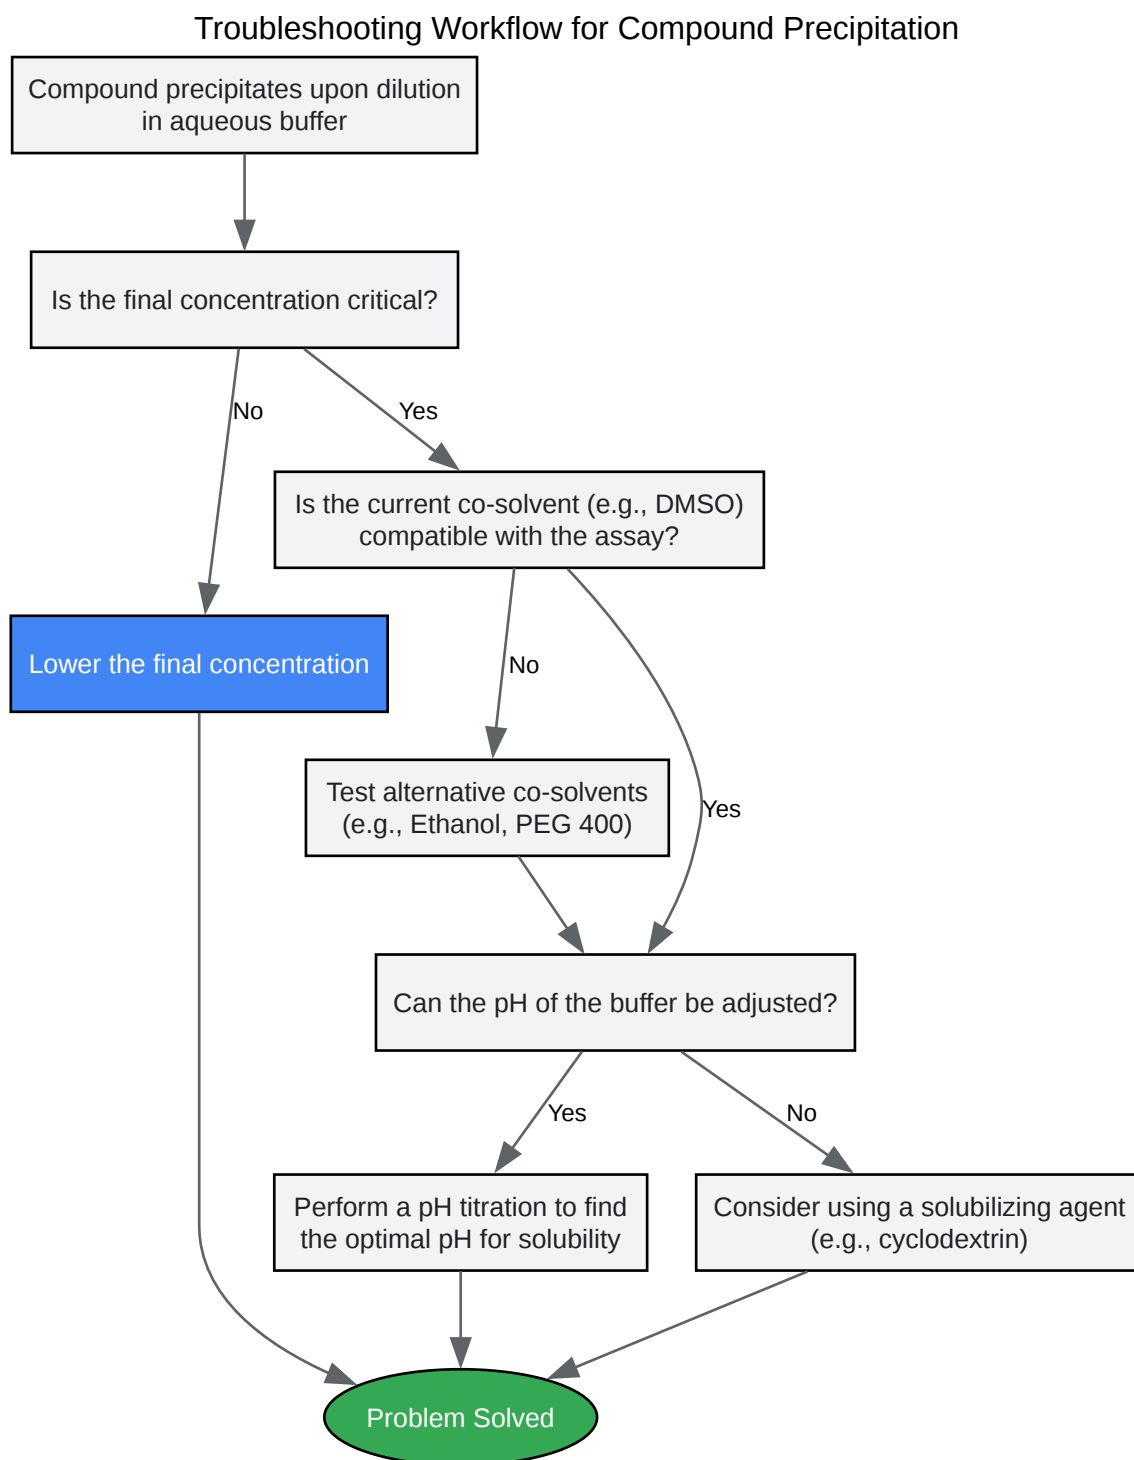 Troubleshooting Workflow for Compound Precipitation
Compound precipitates upon dilution
in aqueous buffer
Is the final concentration critical?
No
Yes
Is the current co-solvent (e.g., DMSO)
compatible with the assay?
Lower the final concentration
No
Test alternative co-solvents
(e.g., Ethanol, PEG 400)
Yes
Can the pH of the buffer be adjusted?
Yes
No
Perform a pH titration to find
the optimal pH for solubility
Consider using a solubilizing agent
(e.g., cyclodextrin)
Problem Solved